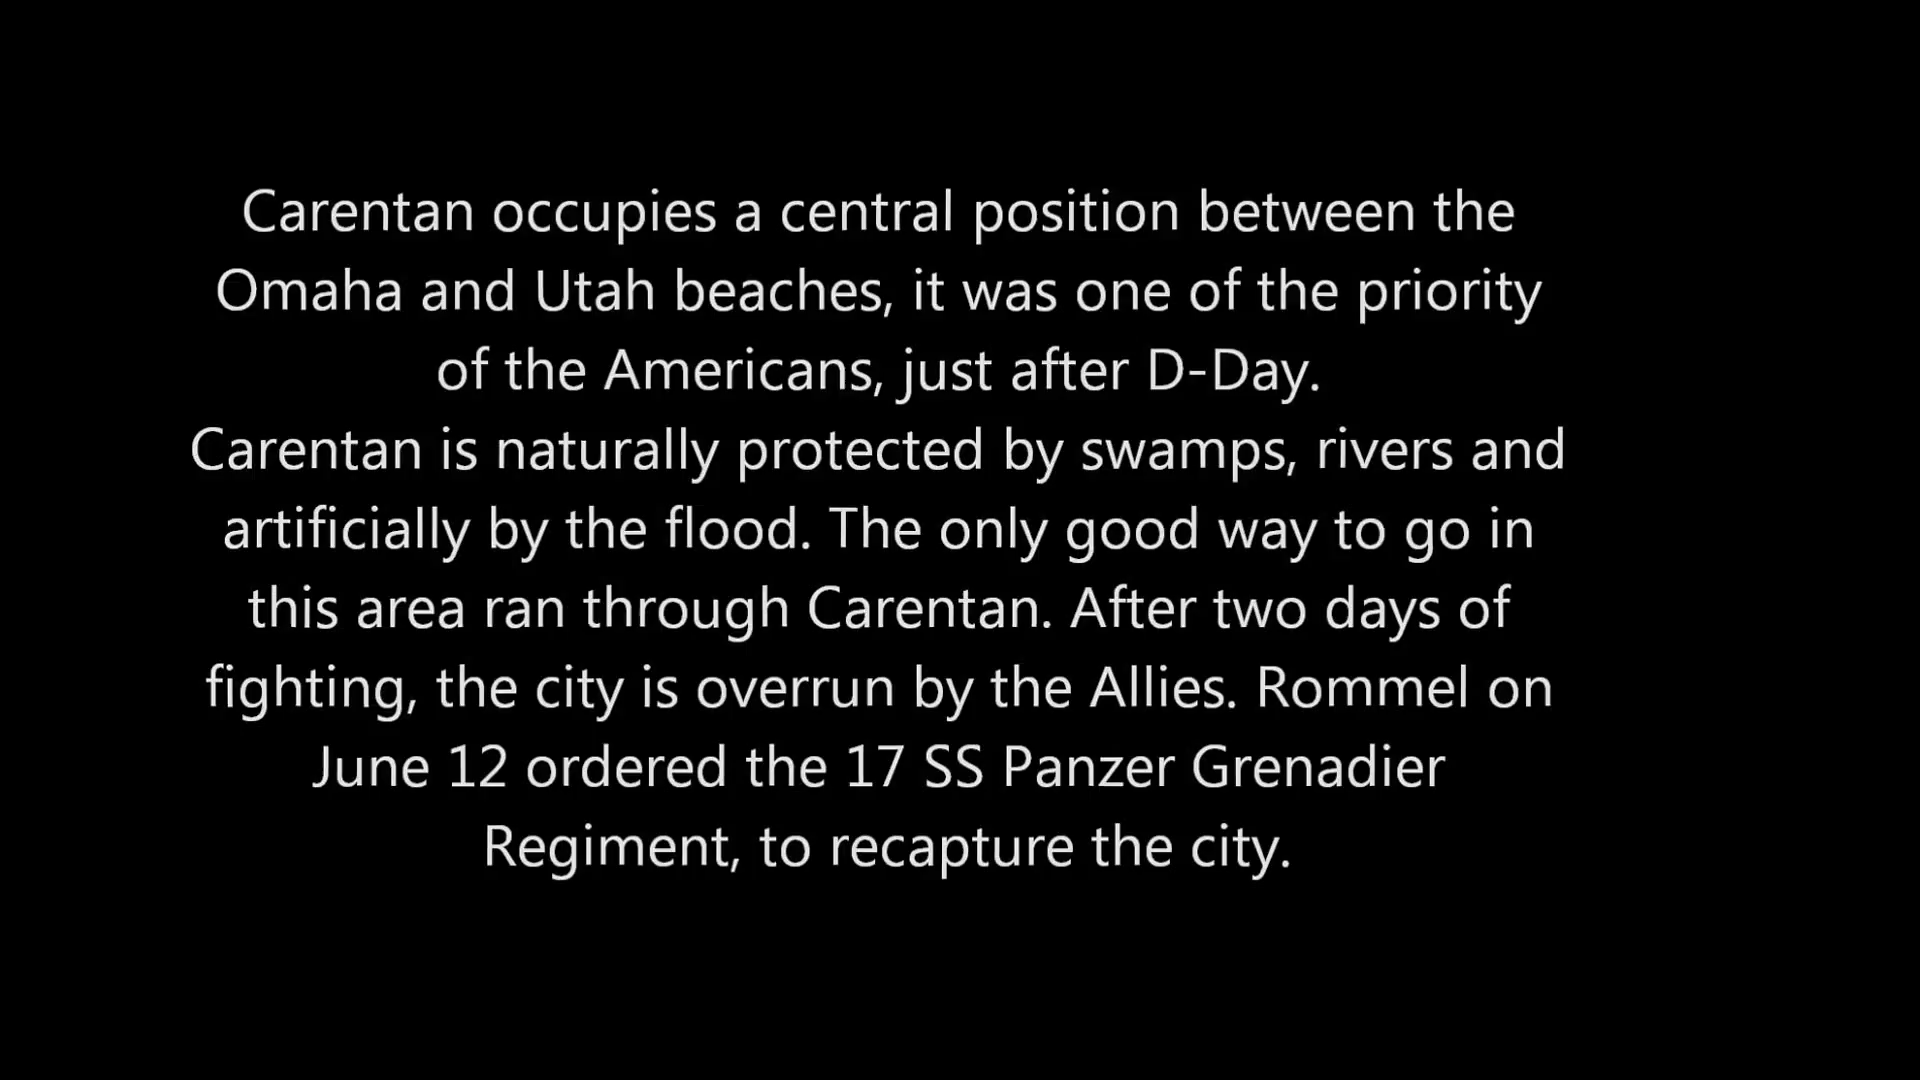 Carentan occupies a central position between the
Omaha and Utah beaches, it was one of the priority
of the Americans, just after D-Day.
Carentan is naturally protected by swamps, rivers and
artificially by the flood. The only good way to go in
this area ran through Carentan. After two days of
fighting, the city is overrun by the Allies. Rommel on
June 12 ordered the 17 SS Panzer Grenadier
Regiment, to recapture the city.